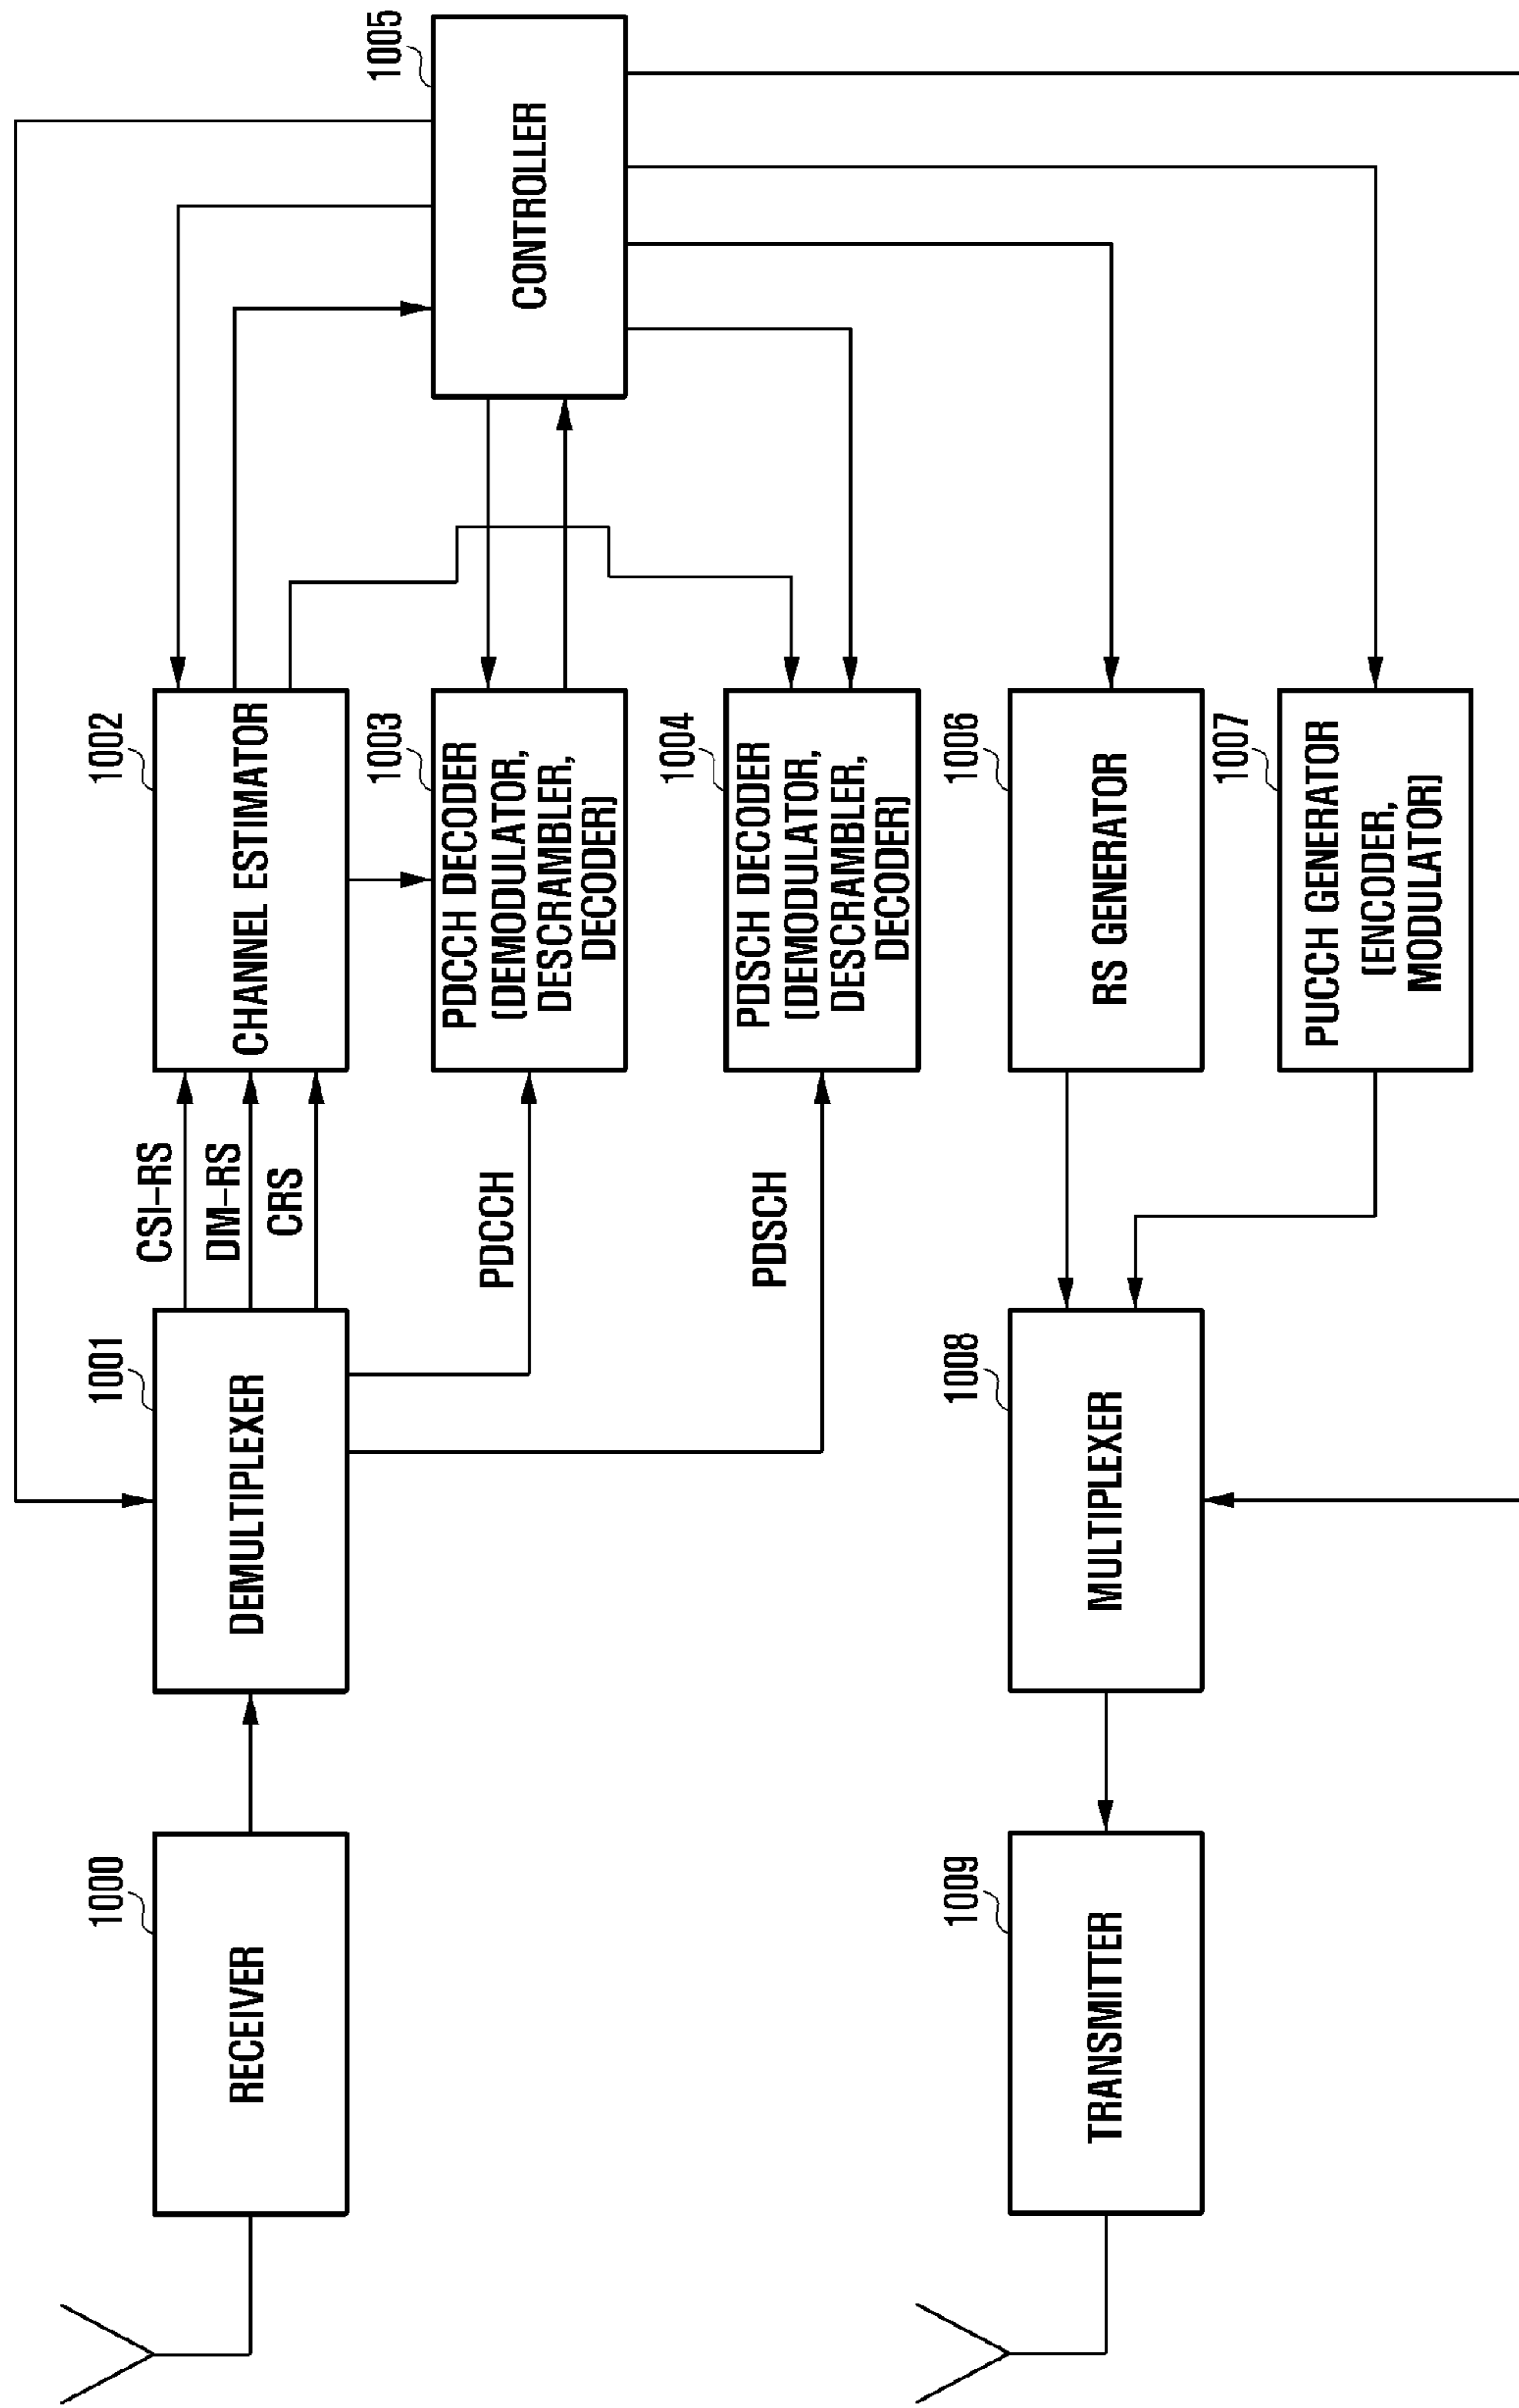 1000
RECEIVER
1001
DEMULTIPLEXER
CSI-RS
DM-RS
CRS
PDCCH
PDSCH
1002
CHANNEL ESTIMATOR
1003
PDCCH DECODER
(DEMODULATOR,
DESCRAMBLER,
DECODER)
1004
PDSCH DECODER
(DEMODULATOR,
DESCRAMBLER,
DECODER)
1005
CONTROLLER
1009
TRANSMITTER
1008
MULTIPLEXER
1006
RS GENERATOR
1007
PUCCH GENERATOR
(ENCODER,
MODULATOR)